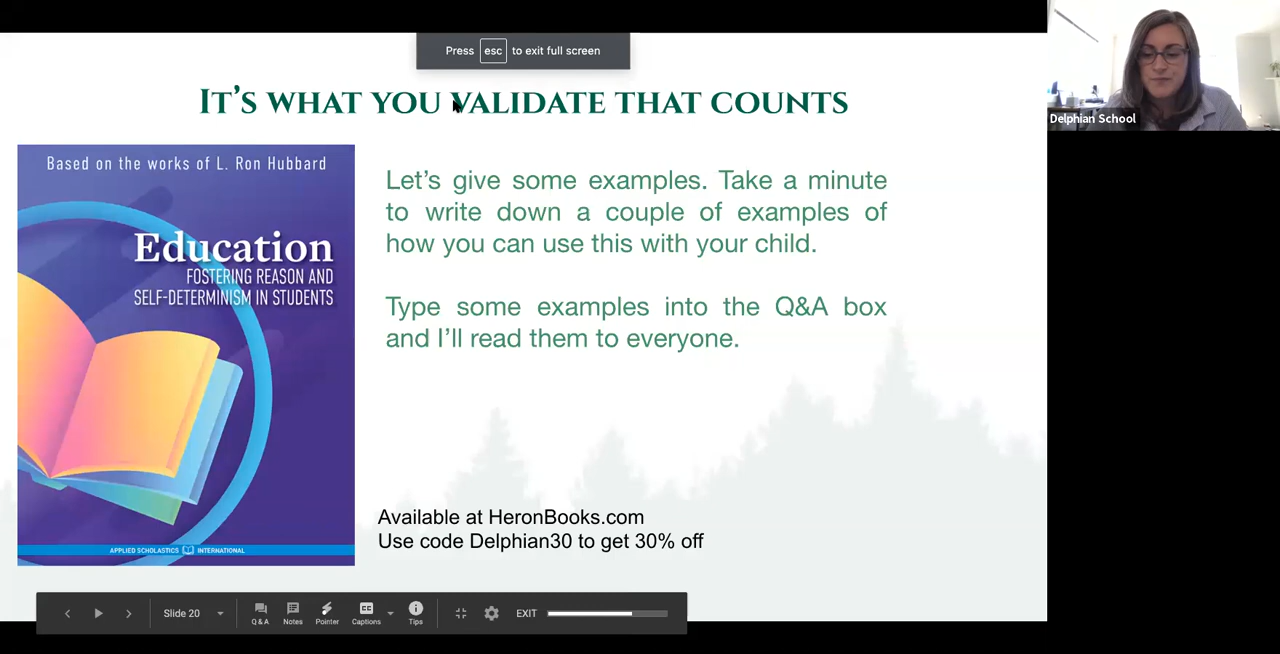 Press esc to exit full screen
IT'S WHAT YOU VALIDATE THAT COUNTS
Delphian School
Based on the works of L. Ron Hubbard
Education
FOSTERING REASON AND
SELF-DETERMINISM IN STUDENTS
APPLIED SCHOLASTICS INTERNATIONAL
Let's give some examples. Take a minute
to write down a couple of examples of
how you can use this with your child.
Type some examples into the Q&A box
and I'll read them to everyone.
Available at HeronBooks.com
Use code Delphian30 to get 30% off
Slide 20
Q & A
Notes
Pointer
CC
Captions
Tips
EXIT